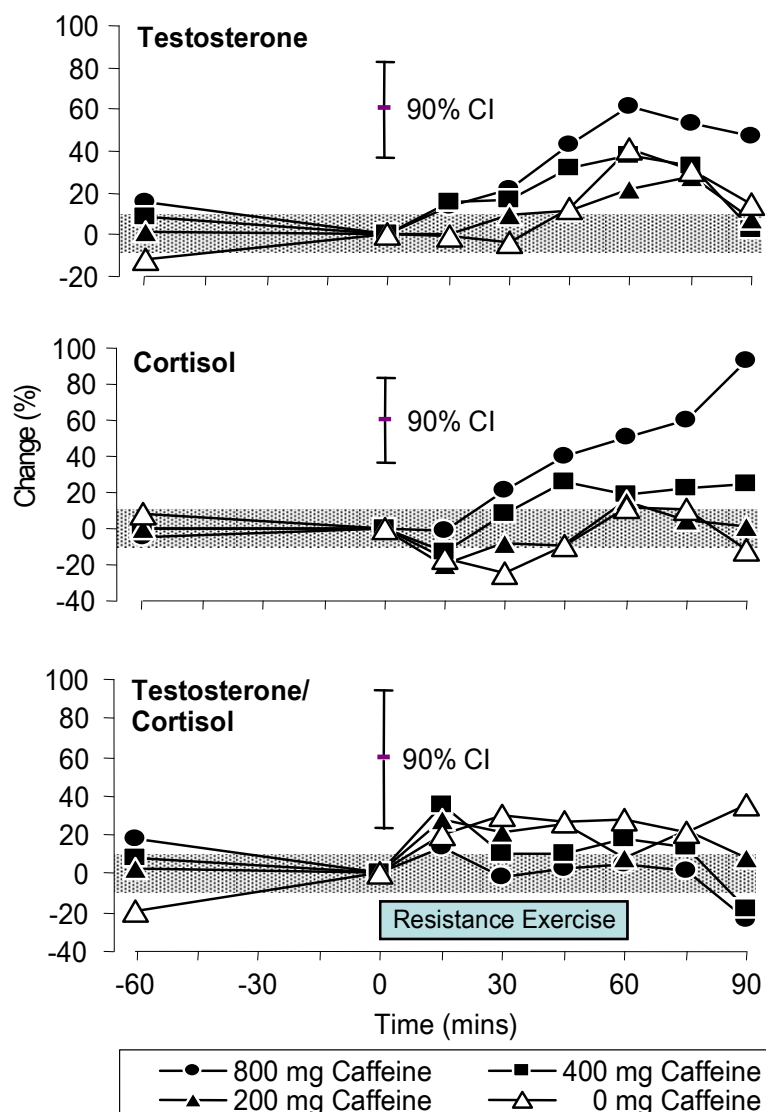 Testosterone
100
80
60
40
20
0
-20
90% CI
Cortisol
100
80
60
40
20
0
-20
-40
90% CI
Change (%)
Testosterone/
Cortisol
100
80
60
40
20
0
-20
-40
90% CI
Resistance Exercise
-60
-30
0
30
60
90
Time (mins)
800 mg Caffeine
400 mg Caffeine
200 mg Caffeine
0 mg Caffeine